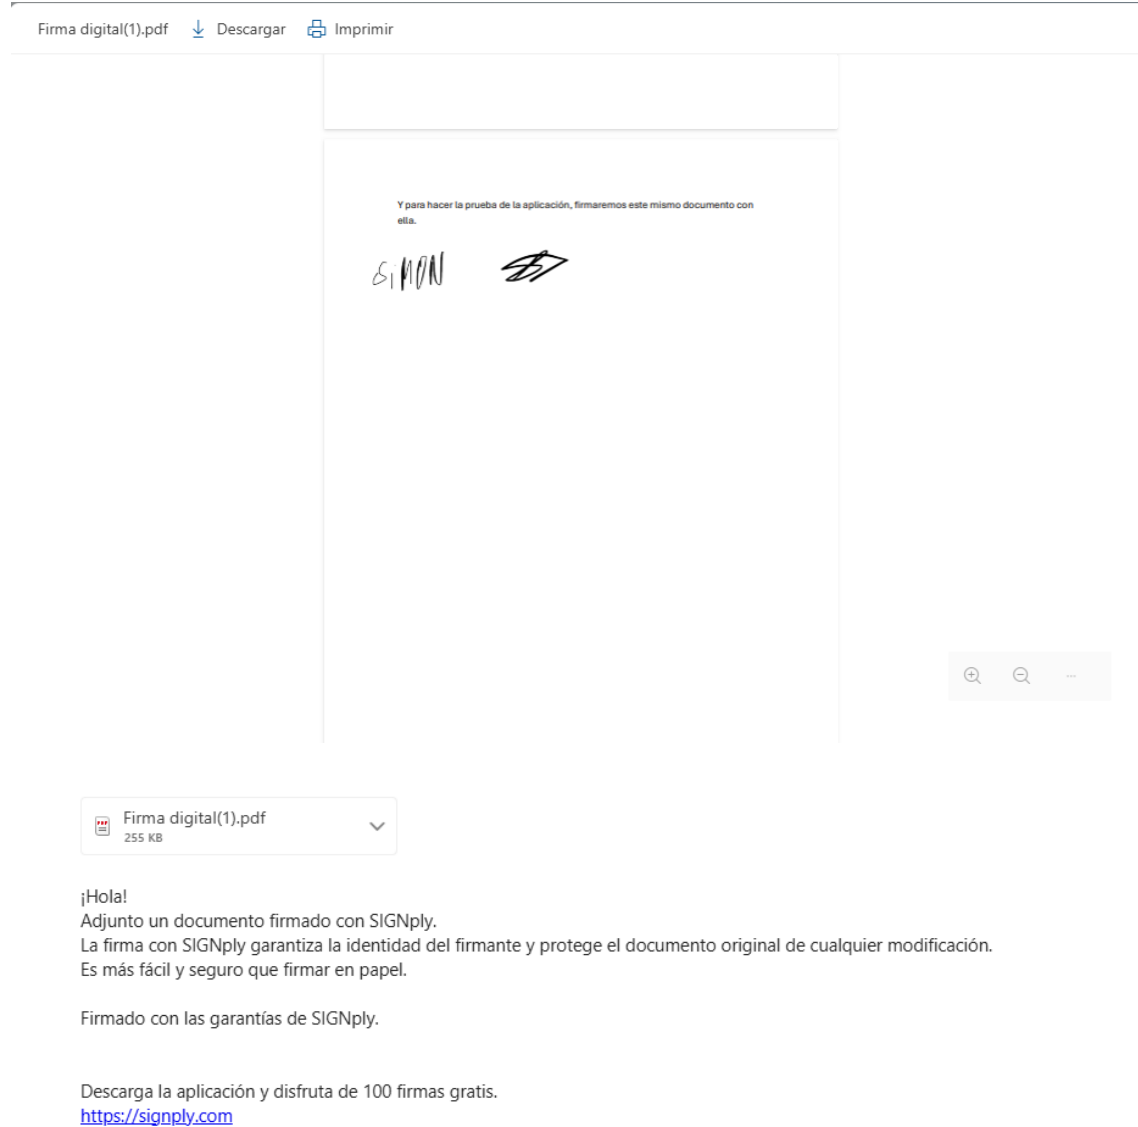 Firma digital(1).pdf Descargar Imprimir
Y para hacer la prueba de la aplicación, firmaremos este mismo documento con
ella.
SiMON
Firma digital(1).pdf
255 KB
¡Hola!
Adjunto un documento firmado con SIGNply.
La firma con SIGNply garantiza la identidad del firmante y protege el documento original de cualquier modificación.
Es más fácil y seguro que firmar en papel.
Firmado con las garantías de SIGNply.
Descarga la aplicación y disfruta de 100 firmas gratis.
https://signply.com